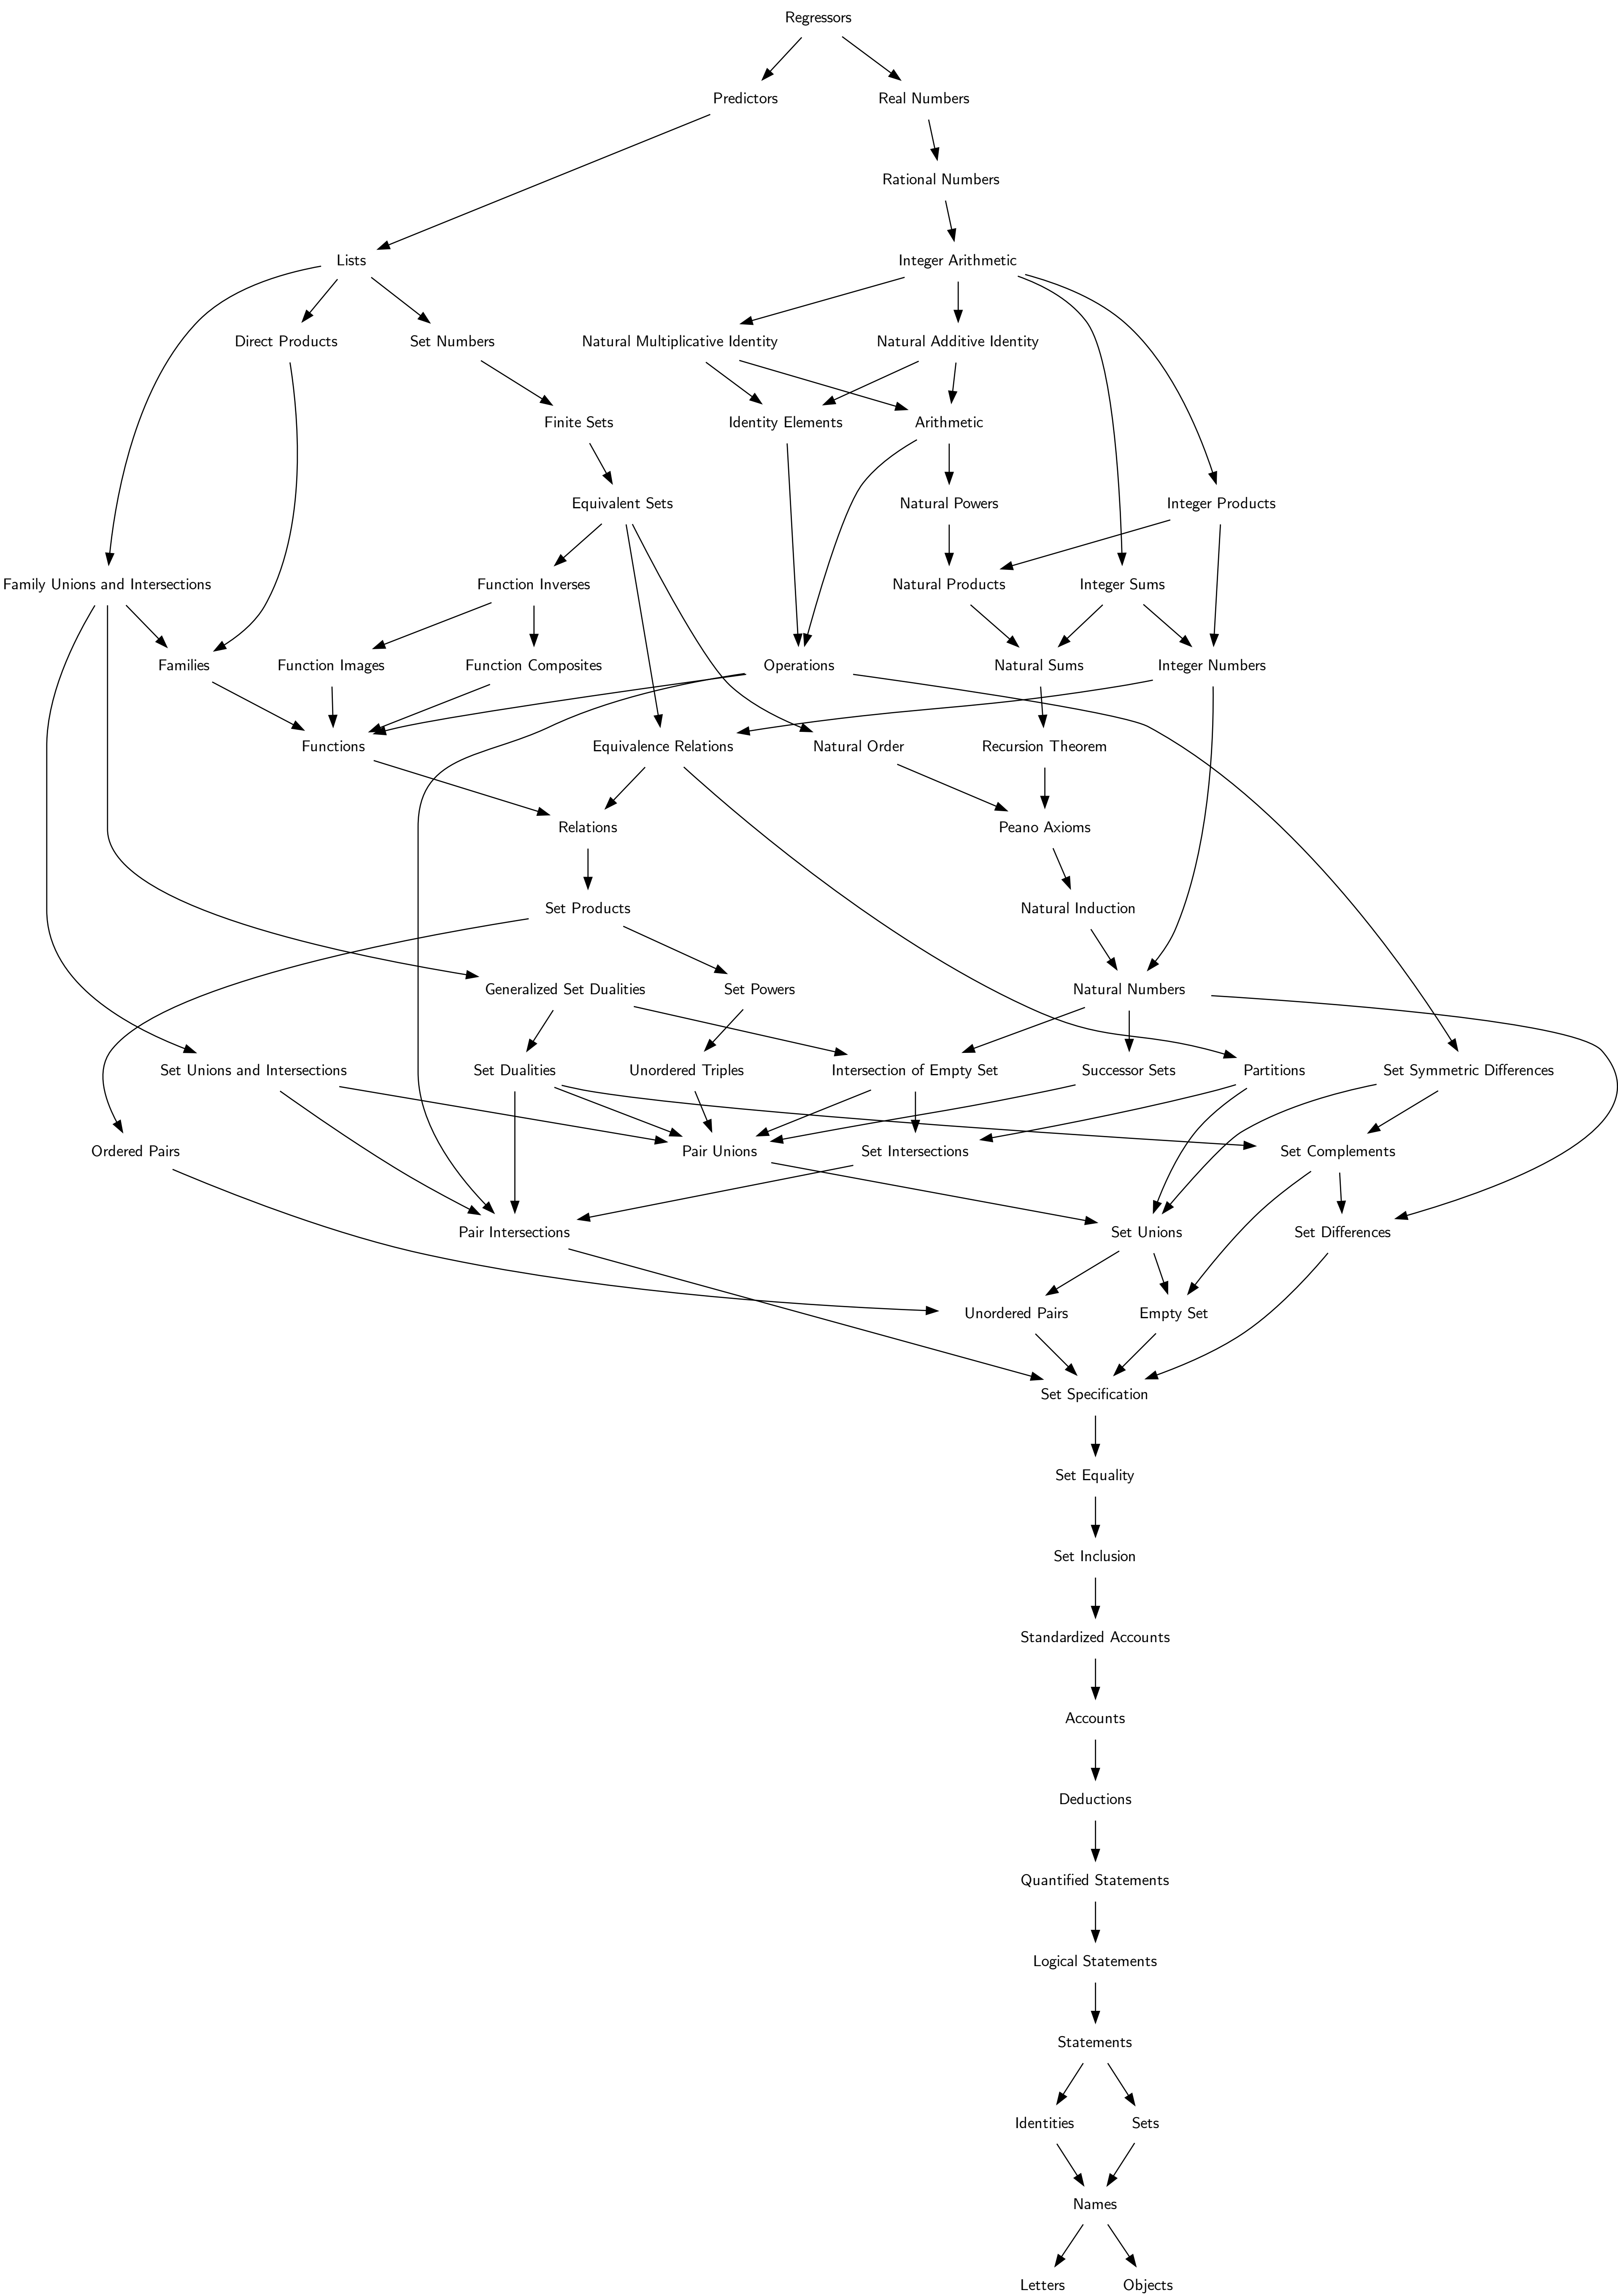 Regressors
Predictors
Real Numbers
Rational Numbers
Lists
Integer Arithmetic
Direct Products
Set Numbers
Natural Multiplicative Identity
Natural Additive Identity
Finite Sets
Identity Elements
Arithmetic
Equivalent Sets
Natural Powers
Integer Products
Family Unions and Intersections
Function Inverses
Natural Products
Integer Sums
Families
Function Images
Function Composites
Operations
Natural Sums
Integer Numbers
Functions
Equivalence Relations
Natural Order
Recursion Theorem
Relations
Peano Axioms
Set Products
Natural Induction
Generalized Set Dualities
Set Powers
Natural Numbers
Set Unions and Intersections
Set Dualities
Unordered Triples
Intersection of Empty Set
Successor Sets
Partitions
Set Symmetric Differences
Ordered Pairs
Pair Unions
Set Intersections
Set Complements
Pair Intersections
Set Unions
Set Differences
Unordered Pairs
Empty Set
Set Specification
Set Equality
Set Inclusion
Standardized Accounts
Accounts
Deductions
Quantified Statements
Logical Statements
Statements
Identities
Sets
Names
Letters
Objects